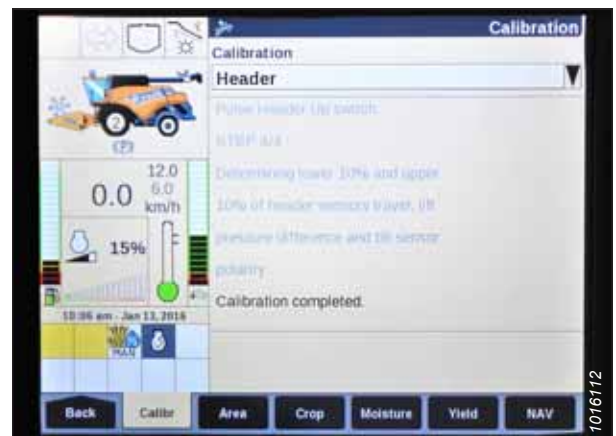 Calibration
Calibration
Header
Pulse Header Up switch.
STEP 4/4
Determining lower 10% and upper
10% of header sensors travel, lift
pressure difference and tilt sensor
polarity
Calibration completed.
2
(P)
12.0
6.0
0.0
km/h
15%
10:06 am - Jan 13, 2016
MAN
Back
Calibr
Area
Crop
Moisture
Yield
NAV
1016112